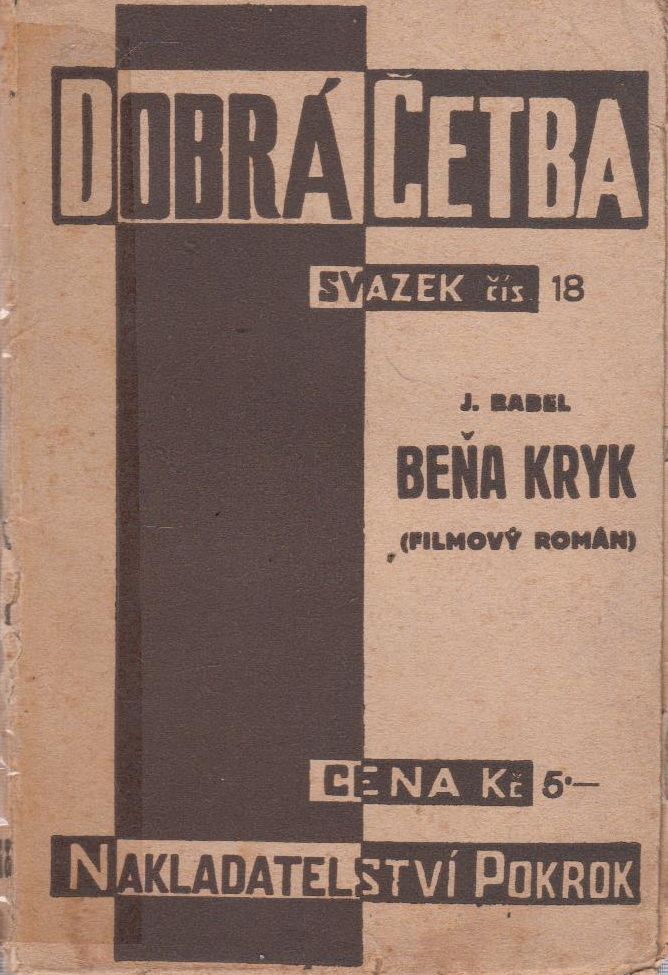 DOBRÁ ČETBA
SVAZEK čís 18
J. BABEL
BEŇA KRYK
(FILMOVÝ ROMÁN)
CENA Kč 5·—
NAKLADATELSTVÍ POKROK